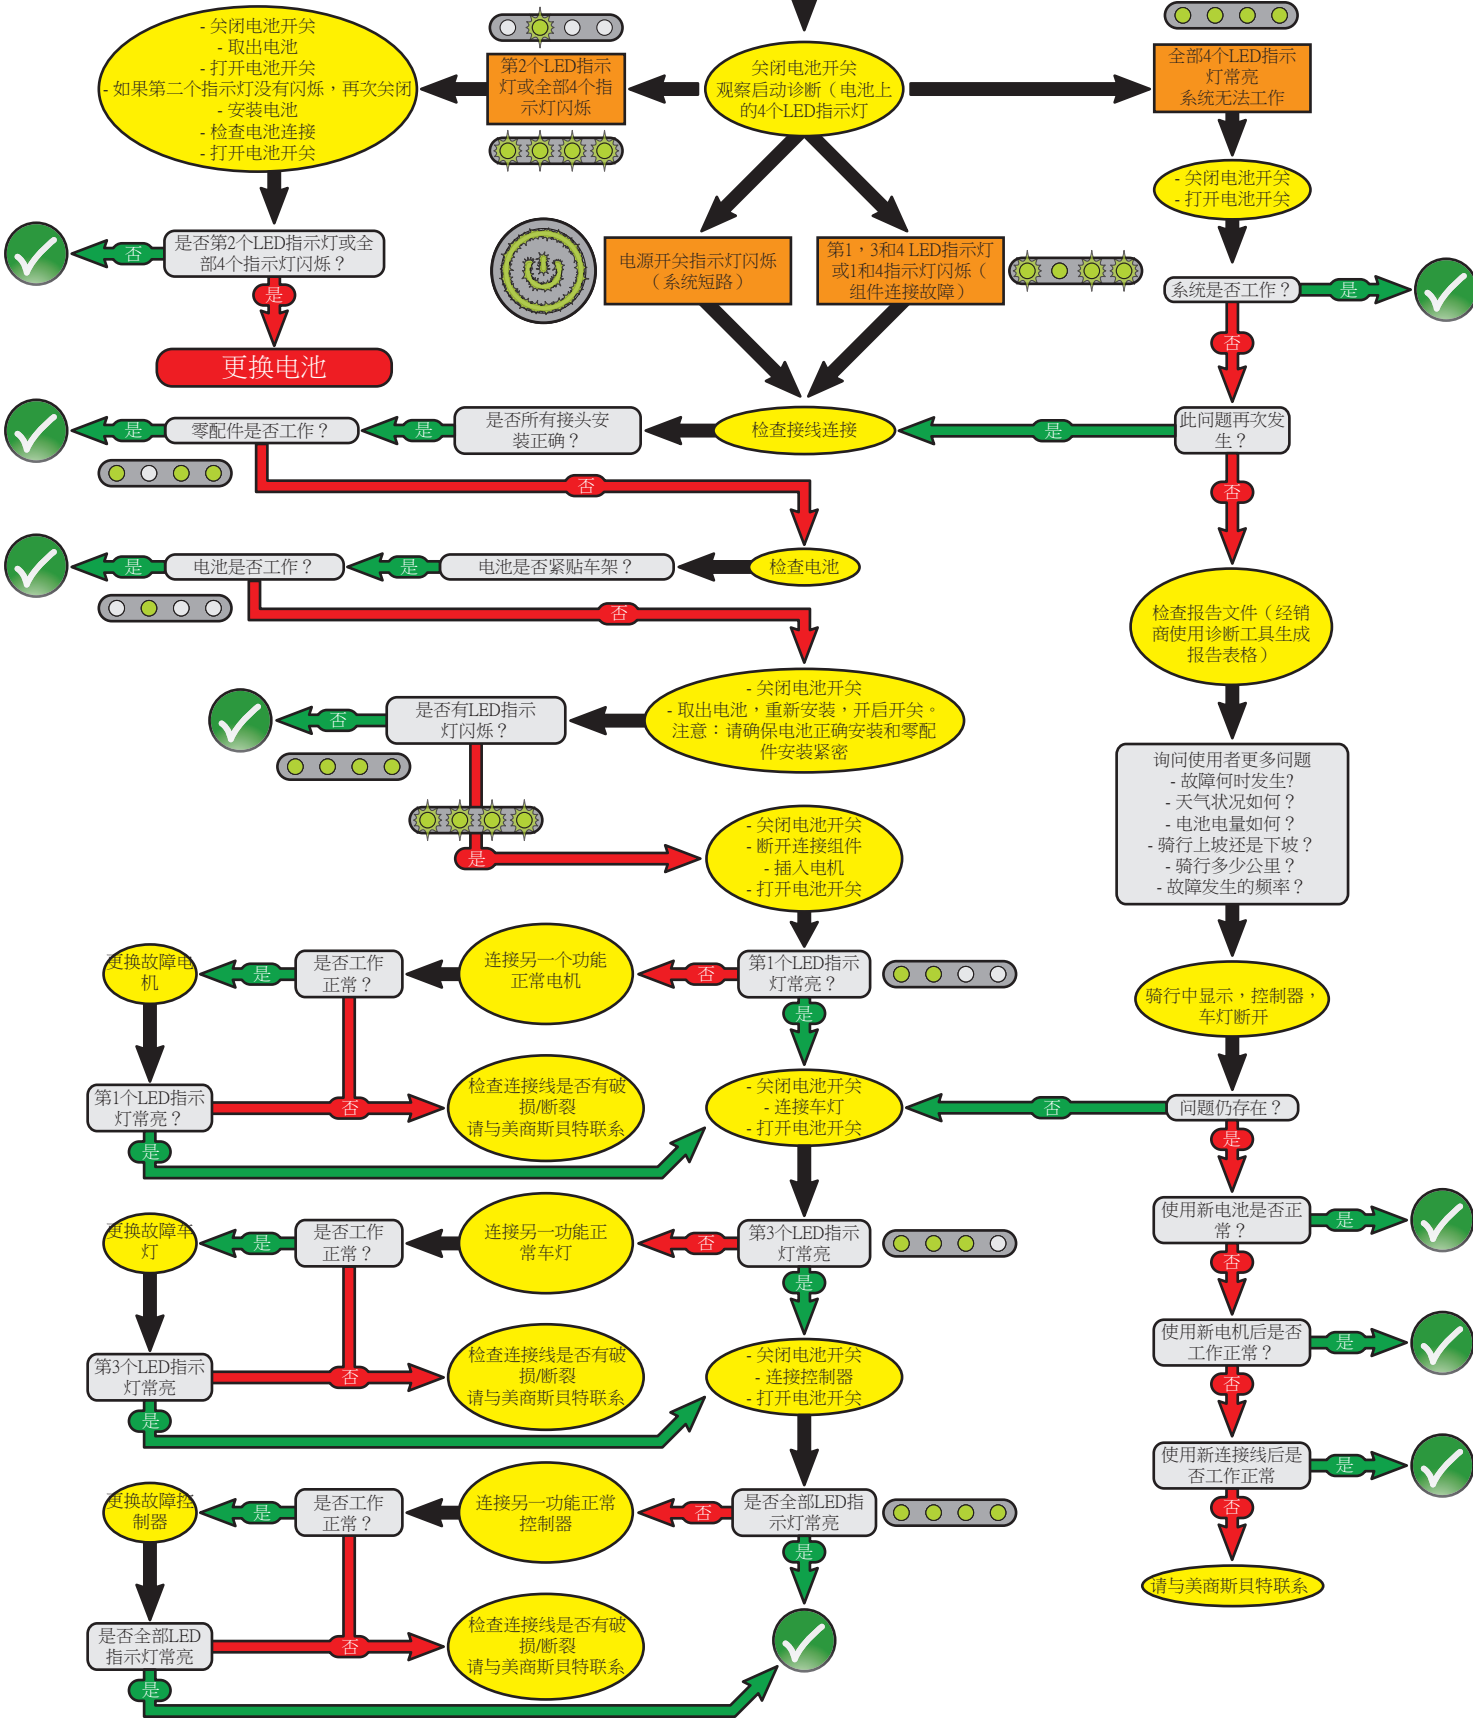 - 关闭电池开关
- 取出电池
- 打开电池开关
- 如果第二个指示灯没有闪烁，再次关闭
- 安装电池
- 检查电池连接
- 打开电池开关
第2个LED指示
灯或全部4个指
示灯闪烁
关闭电池开关
观察启动诊断（电池上
的4个LED指示灯
全部4个LED指示
灯常亮
系统无法工作
- 关闭电池开关
- 打开电池开关
是否第2个LED指示灯或全
部4个指示灯闪烁？
否
是
更换电池
电源开关指示灯闪烁
（系统短路）
第1，3和4 LED指示灯
或1和4指示灯闪烁（
组件连接故障）
系统是否工作？
是
否
此问题再次发
生？
是
否
检查接线连接
是否所有接头安
装正确？
是
零配件是否工作？
是
否
检查电池
电池是否紧贴车架？
是
电池是否工作？
是
否
检查报告文件（经销
商使用诊断工具生成
报告表格）
- 关闭电池开关
- 取出电池，重新安装，开启开关。
注意：请确保电池正确安装和零配
件安装紧密
是否有LED指示
灯闪烁？
否
是
询问使用者更多问题
- 故障何时发生?
- 天气状况如何？
- 电池电量如何？
- 骑行上坡还是下坡？
- 骑行多少公里？
- 故障发生的频率？
- 关闭电池开关
- 断开连接组件
- 插入电机
- 打开电池开关
第1个LED指示
灯常亮？
否
是
连接另一个功能
正常电机
是否工作
正常？
是
否
更换故障电
机
第1个LED指示
灯常亮？
是
检查连接线是否有破
损/断裂
请与美商斯贝特联系
骑行中显示，控制器，
车灯断开
问题仍存在？
否
是
- 关闭电池开关
- 连接车灯
- 打开电池开关
第3个LED指示
灯常亮
否
是
连接另一功能正
常车灯
是否工作
正常？
是
否
更换故障车
灯
第3个LED指示
灯常亮
是
检查连接线是否有破
损/断裂
请与美商斯贝特联系
使用新电池是否正
常？
是
否
使用新电机后是否
工作正常？
是
否
使用新连接线后是
否工作正常
是
否
请与美商斯贝特联系
- 关闭电池开关
- 连接控制器
- 打开电池开关
是否全部LED指
示灯常亮
否
是
连接另一功能正常
控制器
是否工作
正常？
是
否
更换故障控
制器
是否全部LED
指示灯常亮
是
检查连接线是否有破
损/断裂
请与美商斯贝特联系